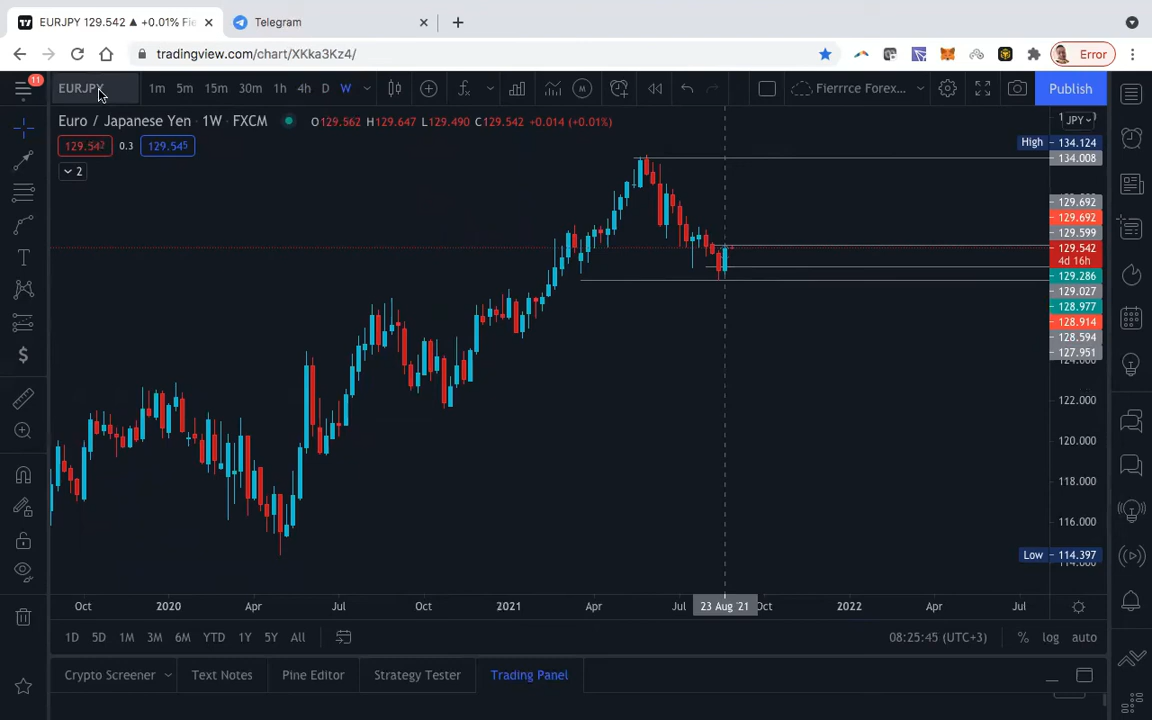 EURJPY 129.542 ▲ +0.01% Fie
Telegram
tradingview.com/chart/XKka3Kz4/
Error
11
EURJPY
1m 5m 15m 30m 1h 4h D W
Fierrrce Forex...
Publish
Euro / Japanese Yen · 1W · FXCM
O129.562 H129.647 L129.490 C129.542 +0.014 (+0.01%)
129.542
0.3
129.545
2
JPY
High 134.124
134.008
129.692
129.692
129.599
129.542
4d 16h
129.286
129.027
128.977
128.914
128.594
127.951
122.000
120.000
118.000
116.000
Low 114.397
Oct 2020 Apr Jul Oct 2021 Apr Jul 23 Aug '21 Oct 2022 Apr Jul
1D 5D 1M 3M 6M YTD 1Y 5Y All
08:25:45 (UTC+3)
% log auto
Crypto Screener Text Notes Pine Editor Strategy Tester Trading Panel